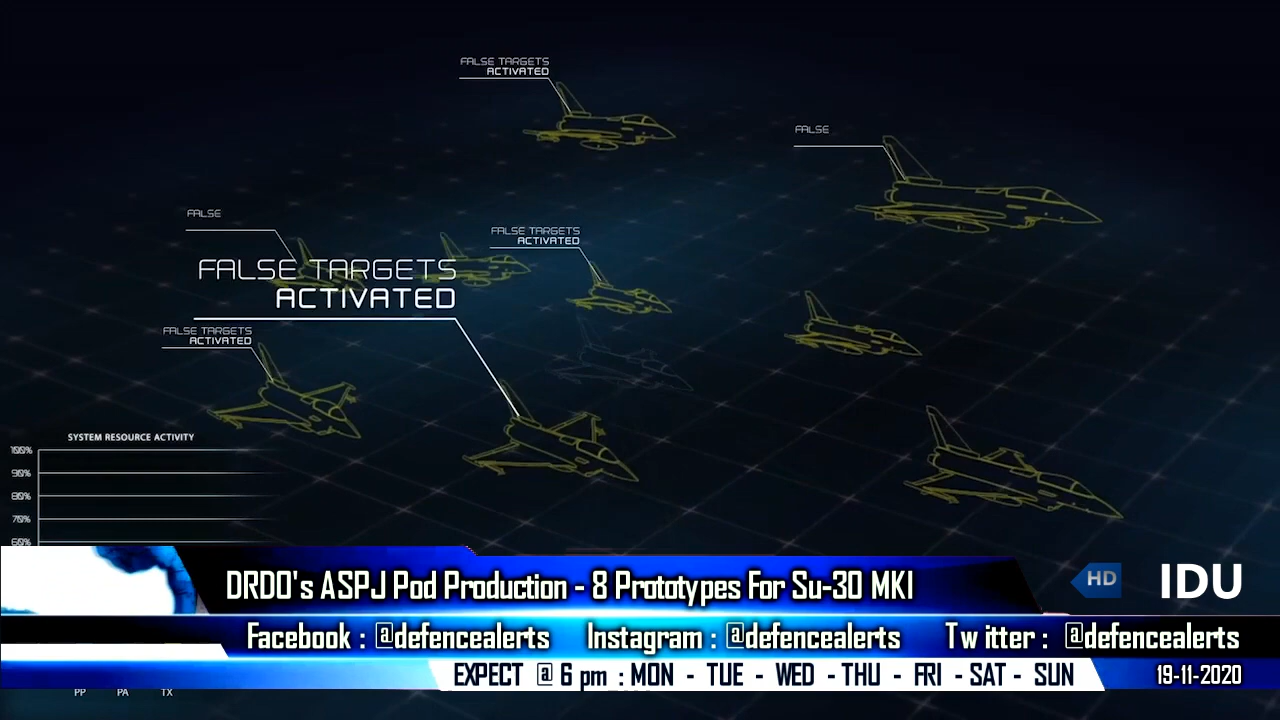 FALSE TARGETS
ACTIVATED
FALSE
FALSE
FALSE TARGETS
ACTIVATED
FALSE TARGETS
ACTIVATED
FALSE TARGETS
ACTIVATED
SYSTEM RESOURCE ACTIVITY
100%
90%
80%
70%
60%
DRDO's ASPJ Pod Production - 8 Prototypes For Su-30 MKI
HD IDU
Facebook : @defencealerts Instagram : @defencealerts Tw itter : @defencealerts
EXPECT @ 6 pm : MON - TUE - WED - THU - FRI - SAT - SUN 19-11-2020
PP PA TX